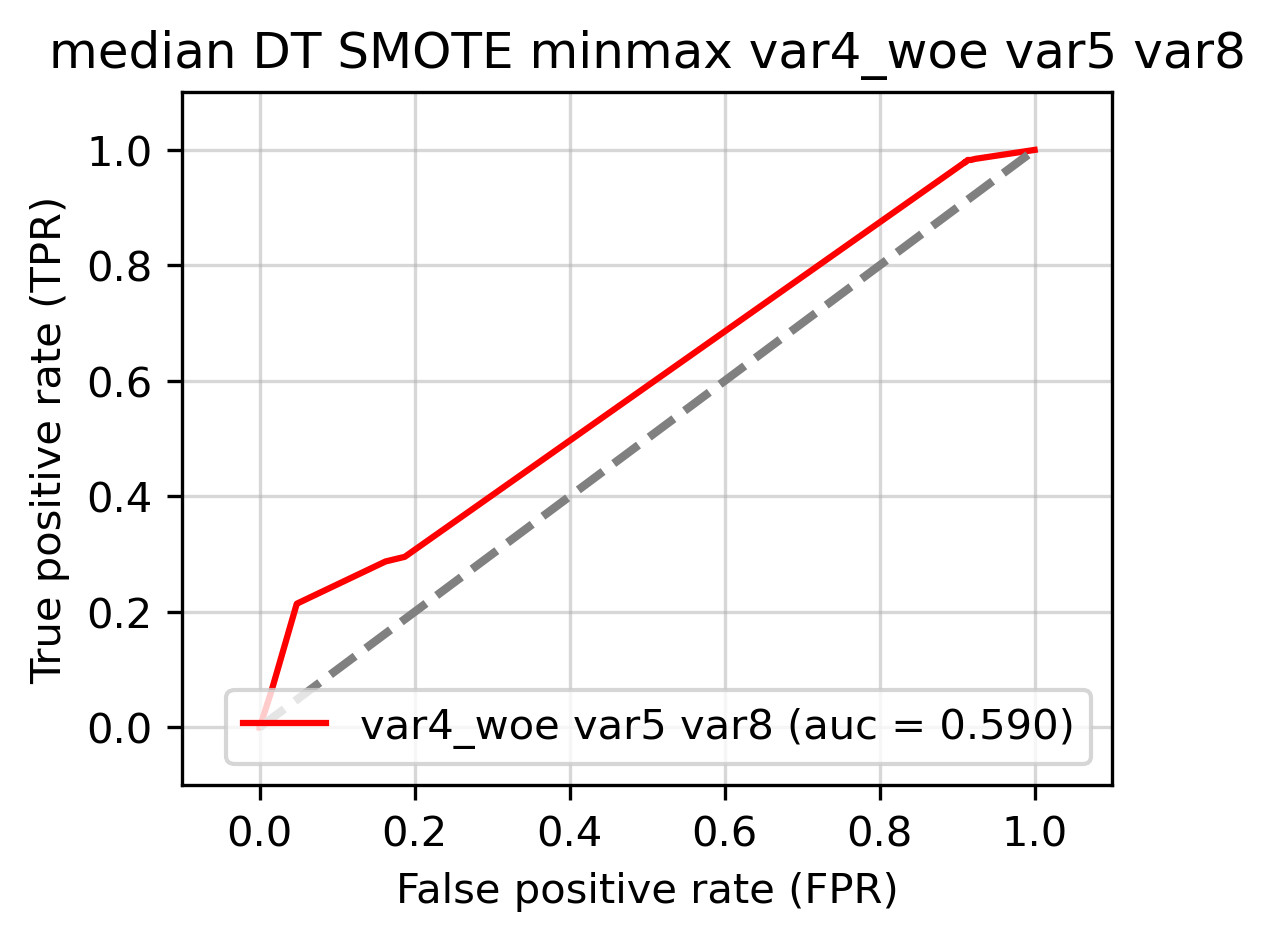 median DT SMOTE minmax var4_woe var5 var8
True positive rate (TPR)
1.0
0.8
0.6
0.4
0.2
0.0
var4_woe var5 var8 (auc = 0.590)
0.0 0.2 0.4 0.6 0.8 1.0
False positive rate (FPR)